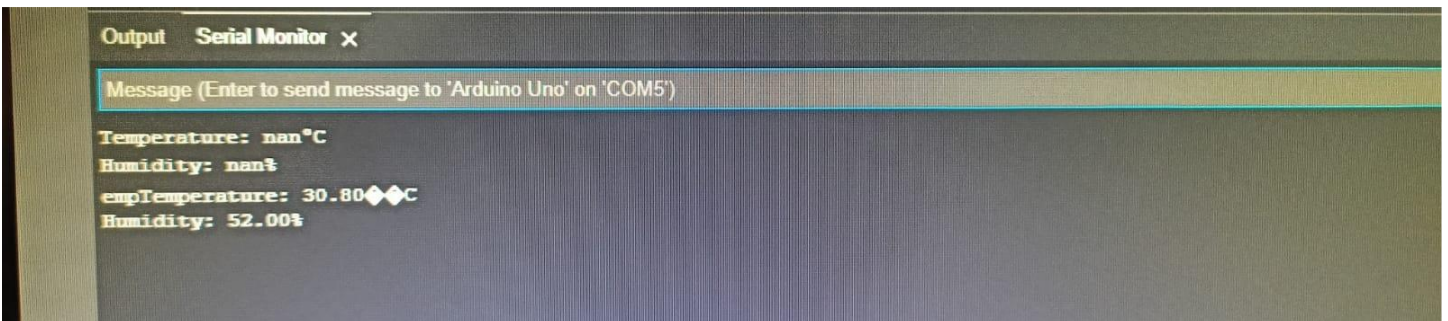 Output Serial Monitor ×
Message (Enter to send message to 'Arduino Uno' on 'COM5')
Temperature: nan°C
Humidity: nan%
empTemperature: 30.80��C
Humidity: 52.00%